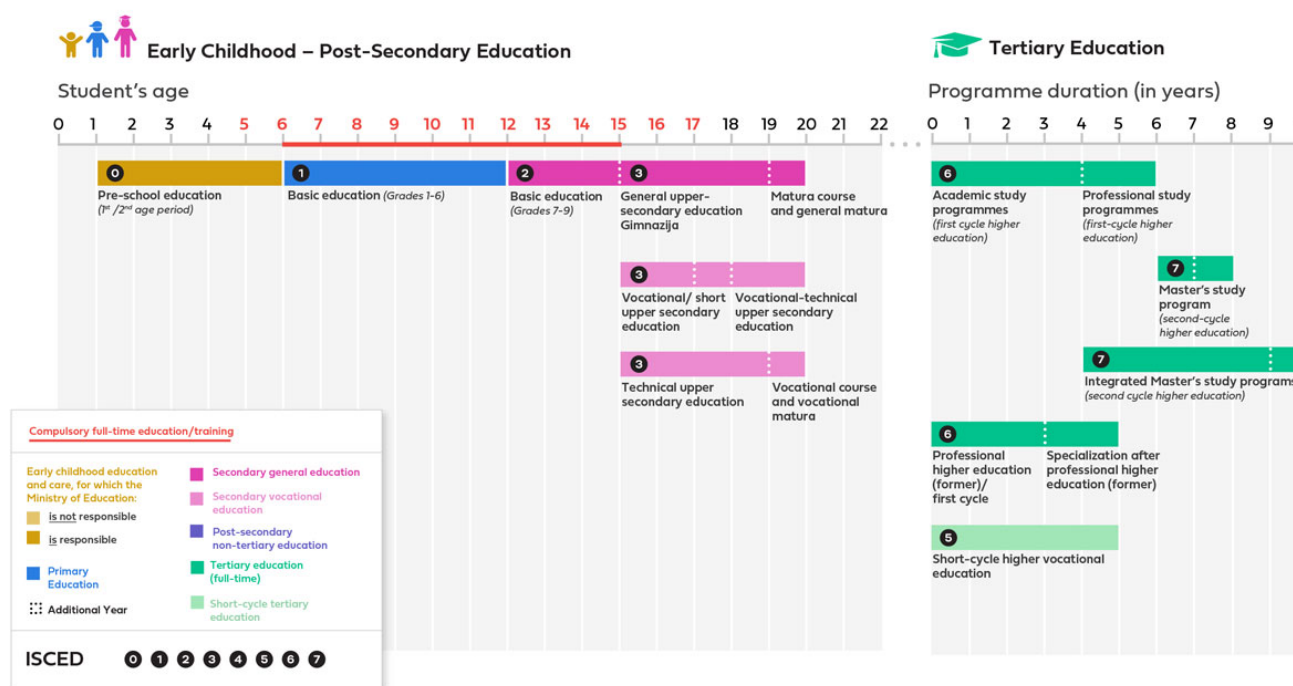 Early Childhood – Post-Secondary Education
Student's age
0 1 2 3 4 5 6 7 8 9 10 11 12 13 14 15 16 17 18 19 20 21 22
0
Pre-school education
(1st /2nd age period)
1
Basic education (Grades 1-6)
2
Basic education
(Grades 7-9)
3
General upper-
secondary education
Gimnazija
Matura course
and general matura
3
Vocational/ short
upper secondary
education
Vocational-technical
upper secondary
education
3
Technical upper
secondary education
Vocational course
and vocational
matura
Tertiary Education
Programme duration (in years)
0 1 2 3 4 5 6 7 8 9
6
Academic study
programmes
(first cycle higher
education)
Professional study
programmes
(first-cycle higher
education)
7
Master's study
program
(second-cycle
higher education)
7
Integrated Master's study programs
(second cycle higher education)
6
Professional
higher education
(former)/
first cycle
Specialization after
professional higher
education (former)
5
Short-cycle higher vocational
education
Compulsory full-time education/training
Early childhood education
and care, for which the
Ministry of Education:
is not responsible
is responsible
Primary
Education
Additional Year
Secondary general education
Secondary vocational
education
Post-secondary
non-tertiary education
Tertiary education
(full-time)
Short-cycle tertiary
education
ISCED 0 1 2 3 4 5 6 7